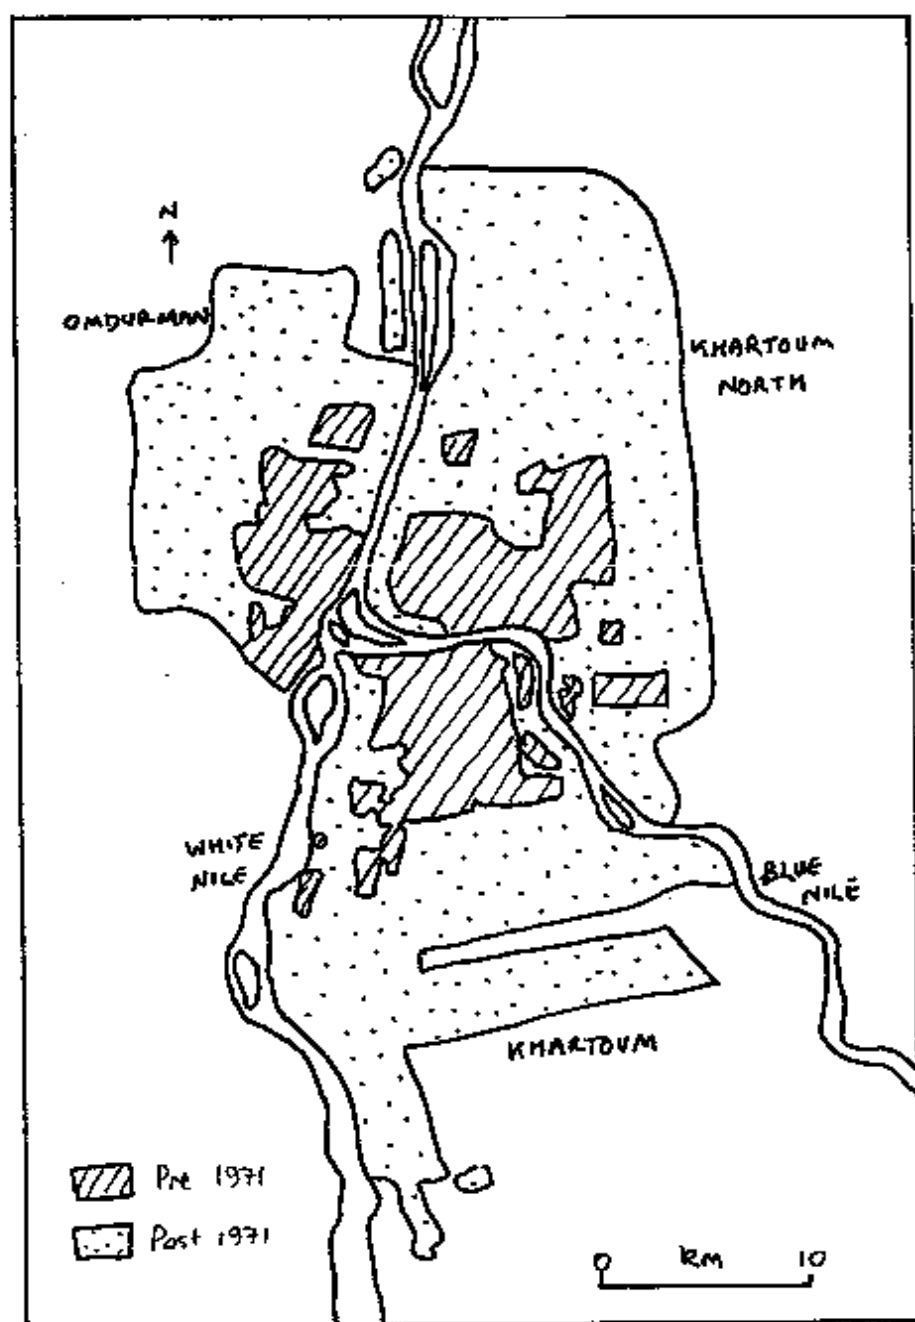 N
OMDURMAN
KHARTOUM
NORTH
WHITE
NILE
BLUE
NILE
KHARTOUM
Pre 1971
Post 1971
0 km 10